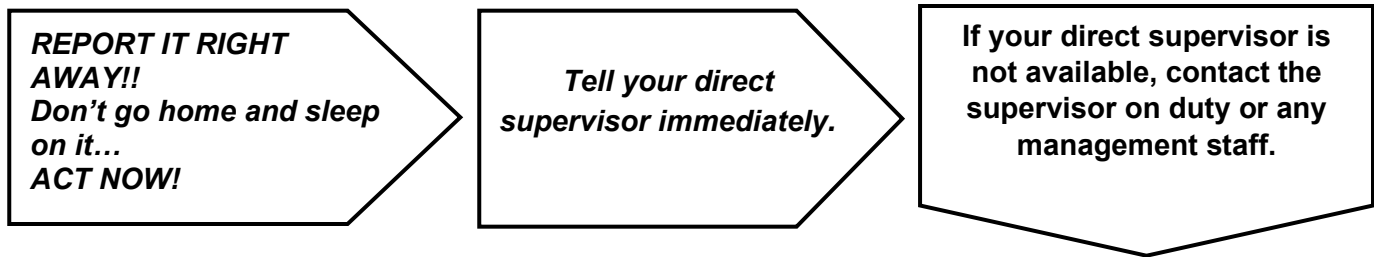 REPORT IT RIGHT
AWAY!!
Don’t go home and sleep
on it…
ACT NOW!
Tell your direct
supervisor immediately.
If your direct supervisor is
not available, contact the
supervisor on duty or any
management staff.